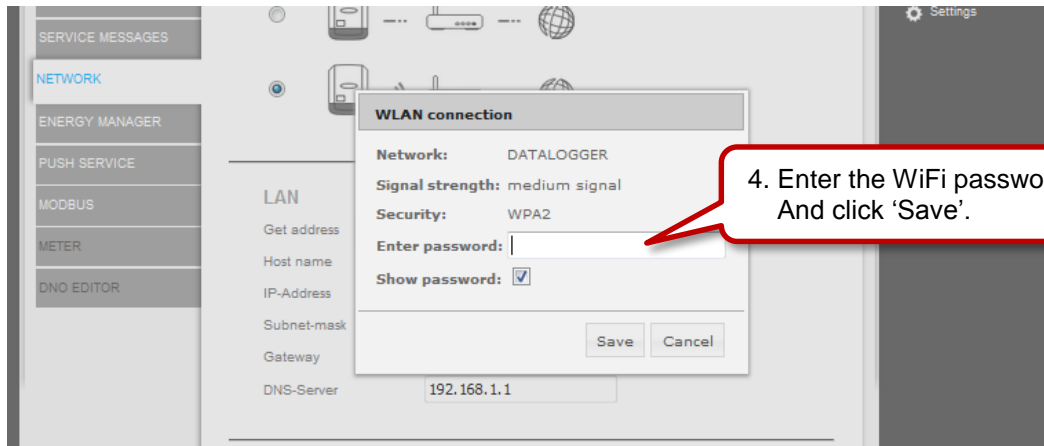 SERVICE MESSAGES
NETWORK
ENERGY MANAGER
PUSH SERVICE
MODBUS
METER
DNO EDITOR
Settings
WLAN connection
Network: DATALOGGER
Signal strength: medium signal
Security: WPA2
Enter password:
Show password:
Save Cancel
4. Enter the WiFi passwo
And click ‘Save’.
LAN
Get address
Host name
IP-Address
Subnet-mask
Gateway
DNS-Server 192.168.1.1